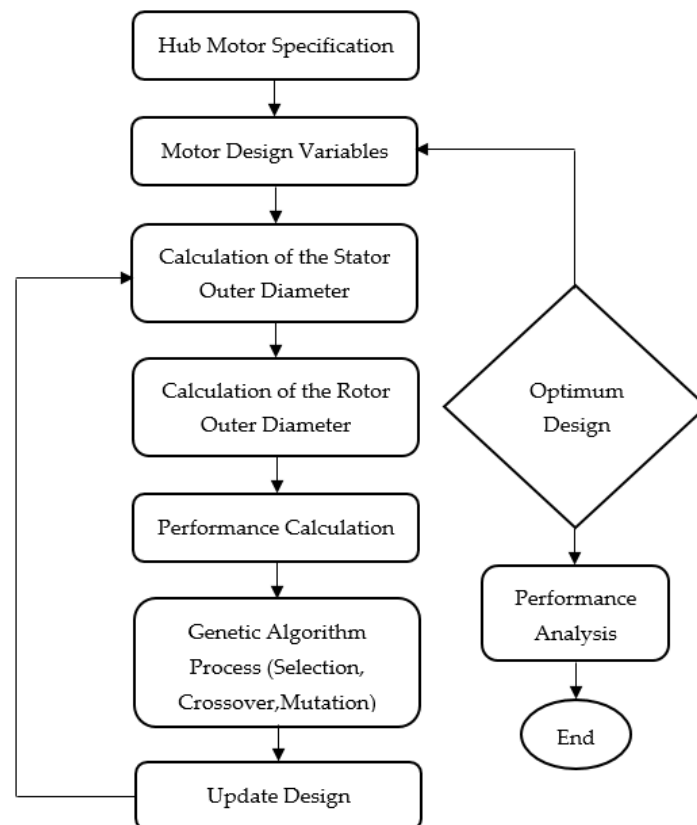 Hub Motor Specification
Motor Design Variables
Calculation of the Stator
Outer Diameter
Calculation of the Rotor
Outer Diameter
Performance Calculation
Genetic Algorithm
Process (Selection,
Crossover,Mutation)
Update Design
Optimum
Design
Performance
Analysis
End